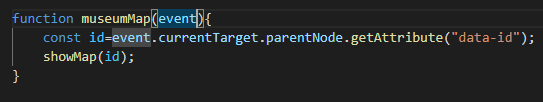 function museumMap(event){
    const id=event.currentTarget.parentNode.getAttribute("data-id");
    showMap(id);
}